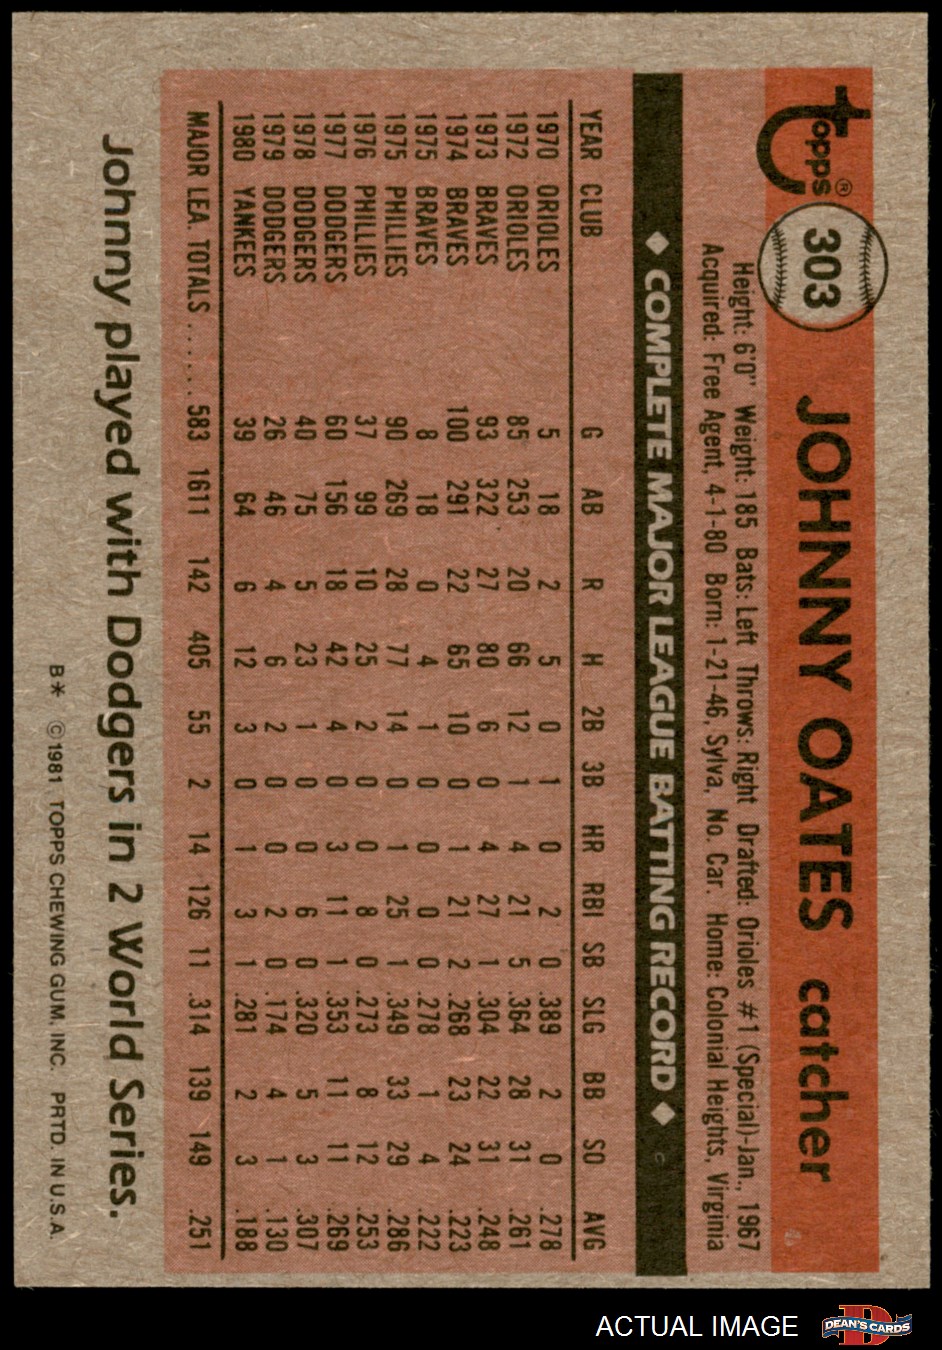 Topps®
303 JOHNNY OATES catcher
Height: 6'0" Weight: 185 Bats: Left Throws: Right Drafted: Orioles #1 (Special)-Jan., 1967
Acquired: Free Agent, 4-1-80 Born: 1-21-46, Sylva, No. Car. Home: Colonial Heights, Virginia
◆ COMPLETE MAJOR LEAGUE BATTING RECORD ◆ C
YEAR CLUB G AB R H 2B 3B HR RBI SB SLG BB SO AVG
1970 ORIOLES 5 18 2 5 0 1 0 2 0 .389 2 0 .278
1972 ORIOLES 85 253 20 66 12 1 4 21 5 .364 28 31 .261
1973 BRAVES 93 322 27 80 6 0 4 27 1 .304 22 31 .248
1974 BRAVES 100 291 22 65 10 0 1 21 2 .268 23 24 .223
1975 BRAVES 8 18 0 4 1 0 0 0 0 .278 1 4 .222
1975 PHILLIES 90 269 28 77 14 0 1 25 1 .349 33 29 .286
1976 PHILLIES 37 99 10 25 2 0 0 8 0 .273 8 12 .253
1977 DODGERS 60 156 18 42 4 0 3 11 1 .353 11 11 .269
1978 DODGERS 40 75 5 23 1 0 0 6 0 .320 5 3 .307
1979 DODGERS 26 46 4 6 2 0 0 2 0 .174 4 1 .130
1980 YANKEES 39 64 6 12 3 0 1 3 1 .281 2 3 .188
MAJOR LEA. TOTALS . . . . . 583 1611 142 405 55 2 14 126 11 .314 139 149 .251
Johnny played with Dodgers in 2 World Series.
B* ©1981 TOPPS CHEWING GUM, INC. PRTD. IN U.S.A.
ACTUAL IMAGE
DEAN'S CARDS